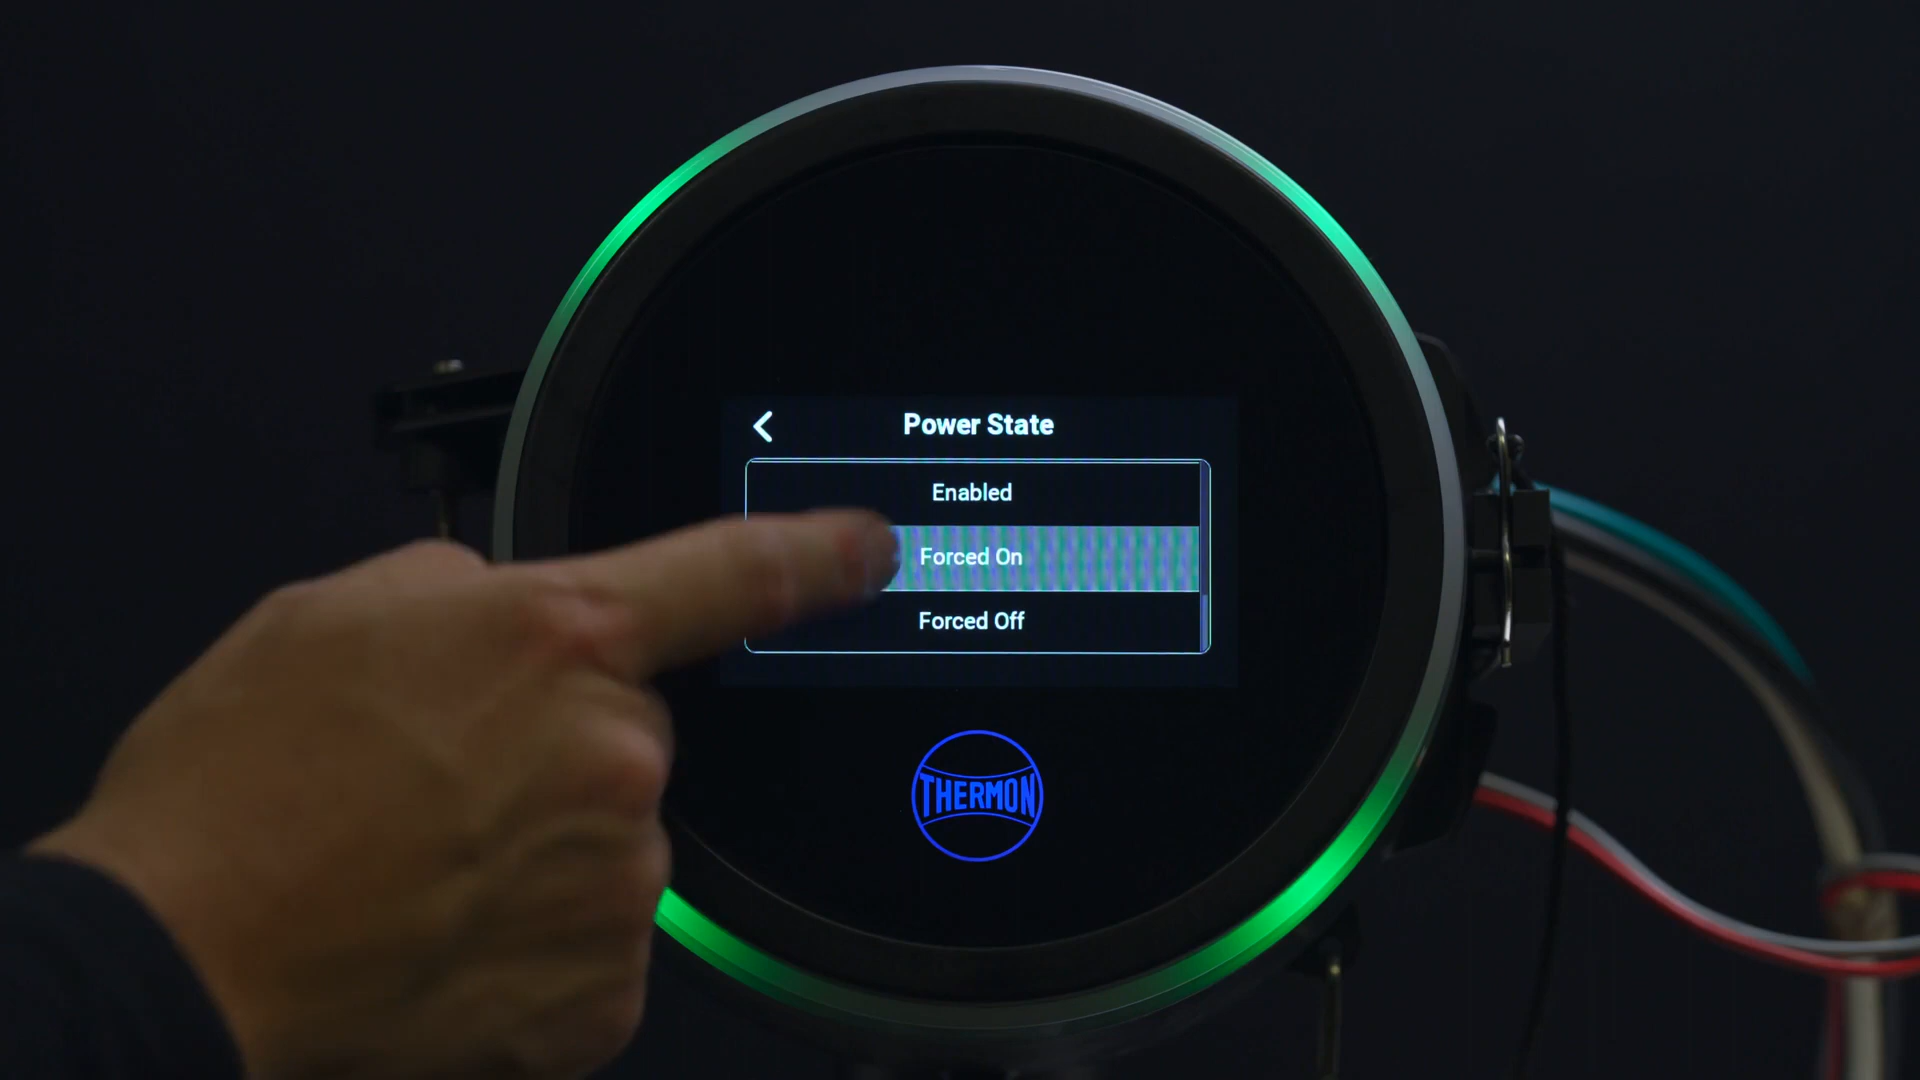 Power State
Enabled
Forced On
Forced Off
THERMON